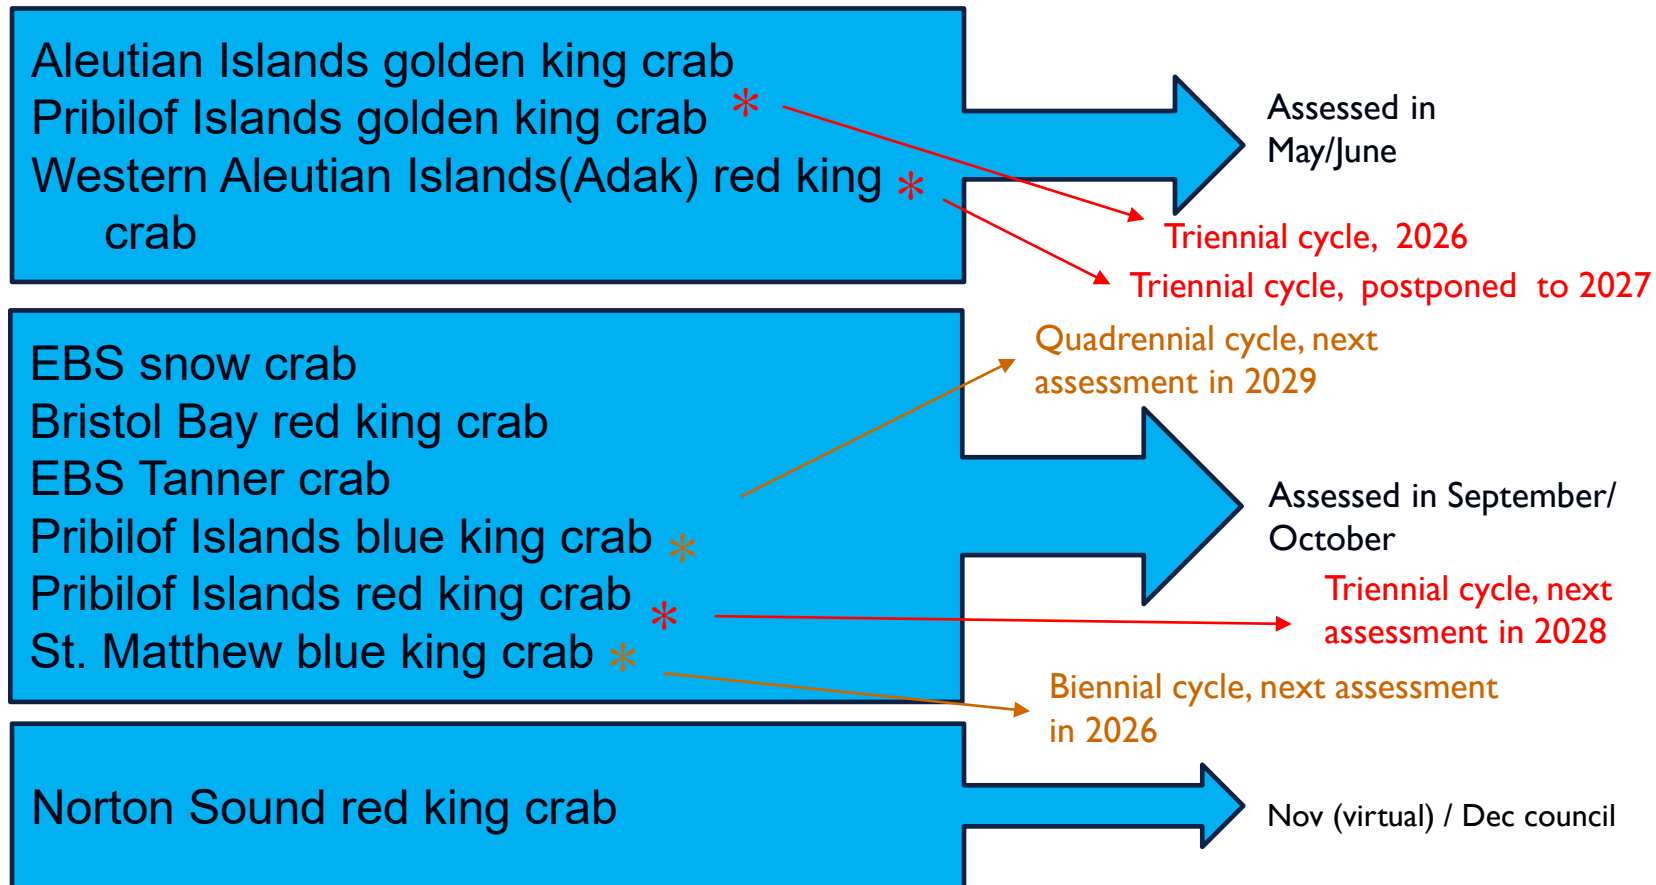 Aleutian Islands golden king crab
Pribilof Islands golden king crab *
Western Aleutian Islands(Adak) red king *
crab
Assessed in
May/June
Triennial cycle, 2026
Triennial cycle, postponed to 2027
Quadrennial cycle, next
assessment in 2029
EBS snow crab
Bristol Bay red king crab
EBS Tanner crab
Pribilof Islands blue king crab *
Pribilof Islands red king crab *
St. Matthew blue king crab *
Assessed in September/
October
Triennial cycle, next
assessment in 2028
Biennial cycle, next assessment
in 2026
Norton Sound red king crab
Nov (virtual) / Dec council